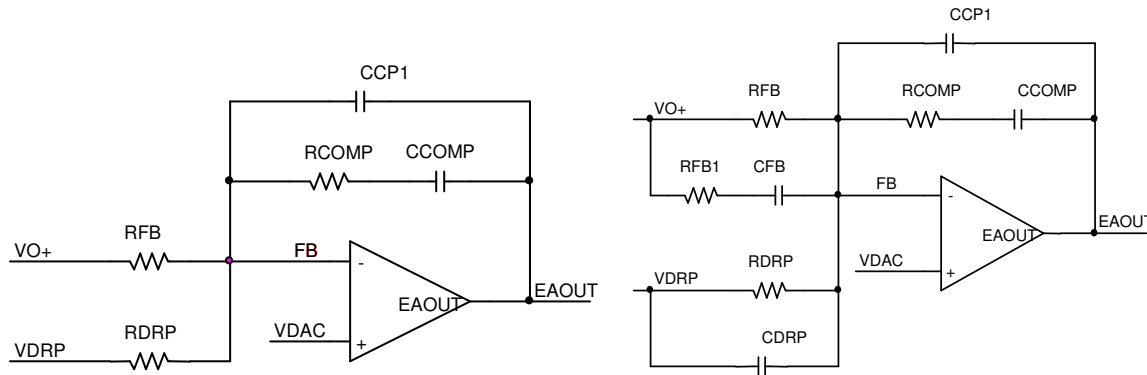 CCP1
RCOMP
CCOMP
RFB
VO+
FB
EAOUT
EAOUT
RDRP
VDAC
VDRP
-
+
CCP1
RFB
RCOMP
CCOMP
VO+
RFB1
CFB
FB
EAOUT
EAOUT
RDRP
VDAC
VDRP
CDRP
-
+